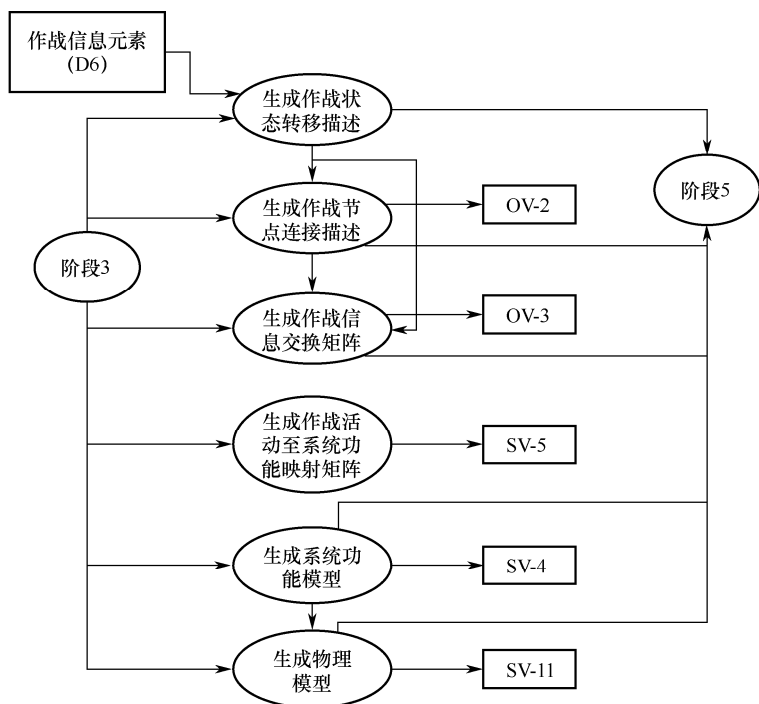 作战信息元素
(D6)
生成作战状
态转移描述
阶段5
生成作战节
点连接描述
OV-2
阶段3
生成作战信
息交换矩阵
OV-3
生成作战活
动至系统功
能映射矩阵
SV-5
生成系统功
能模型
SV-4
生成物理
模型
SV-11